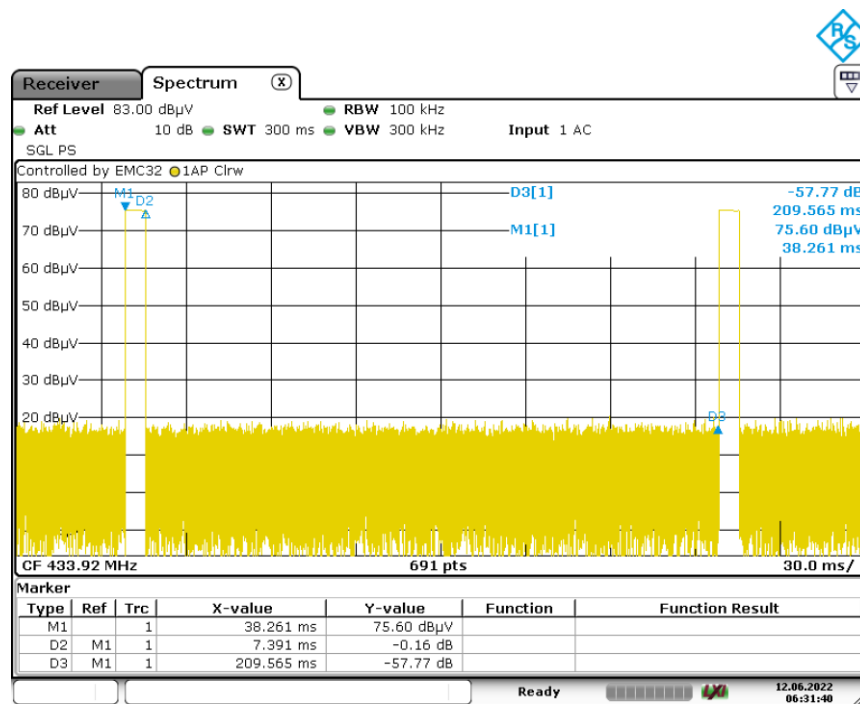 R&S
Receiver Spectrum X
Ref Level 83.00 dBµV RBW 100 kHz
Att 10 dB SWT 300 ms VBW 300 kHz Input 1 AC
SGL PS
Controlled by EMC32 1AP Clrw
80 dBµV M1 D2 D3[1] -57.77 dB
209.565 ms
70 dBµV M1[1] 75.60 dBµV
38.261 ms
60 dBµV
50 dBµV
40 dBµV
30 dBµV
20 dBµV D3
CF 433.92 MHz 691 pts 30.0 ms/
Marker
Type Ref Trc X-value Y-value Function Function Result
M1 1 38.261 ms 75.60 dBµV
D2 M1 1 7.391 ms -0.16 dB
D3 M1 1 209.565 ms -57.77 dB
Ready LXI 12.06.2022
06:31:40